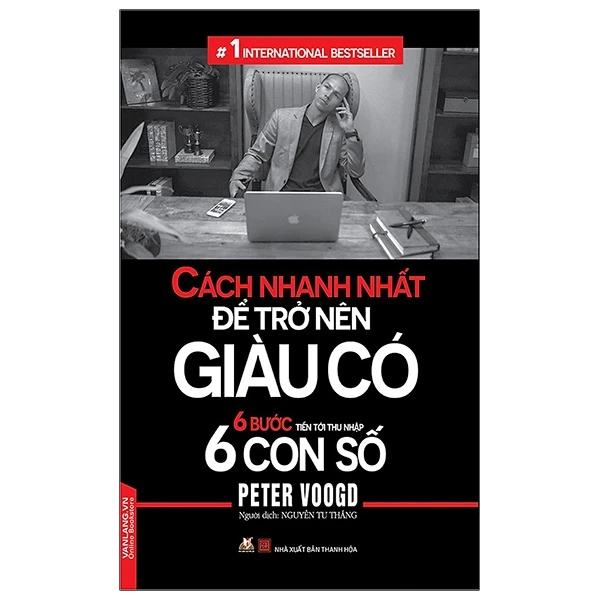 # 1 INTERNATIONAL BESTSELLER
CÁCH NHANH NHẤT
ĐỂ TRỞ NÊN
GIÀU CÓ
6 BƯỚC TIẾN TỚI THU NHẬP
6 CON SỐ
PETER VOOGD
Người dịch: NGUYỄN TƯ THẮNG
NHÀ XUẤT BẢN THANH HÓA
VANLANG.VN
Online Bookstore